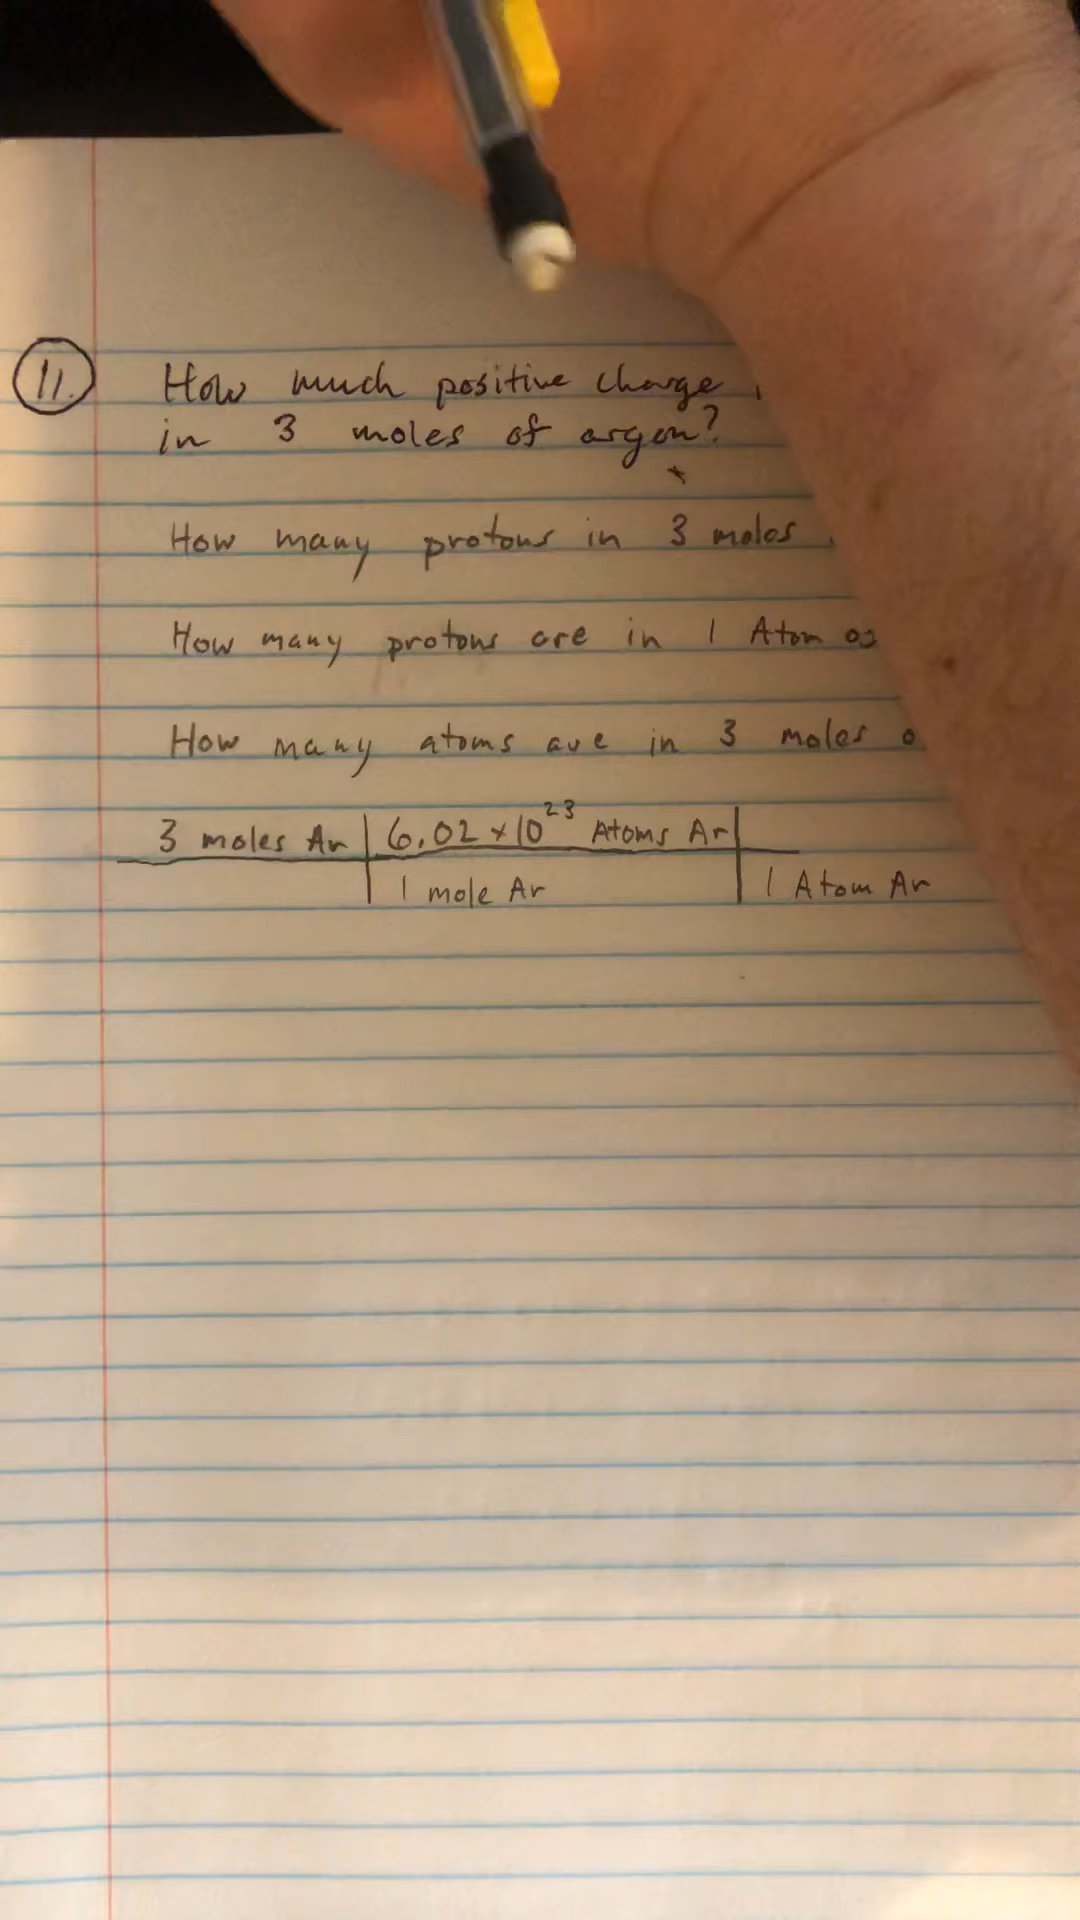 11. How much positive charge
in 3 moles of argon?
How many protons in 3 moles
How many protons are in 1 Atom
How many atoms are in 3 moles
3 moles Ar | 6.02 x 10^23 Atoms Ar |
1 mole Ar | 1 Atom Ar